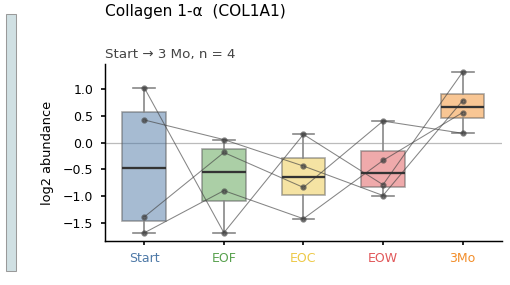 Collagen 1-α  (COL1A1)
Start → 3 Mo, n = 4
log2 abundance
1.0
0.5
0.0
−0.5
−1.0
−1.5
Start EOF EOC EOW 3Mo